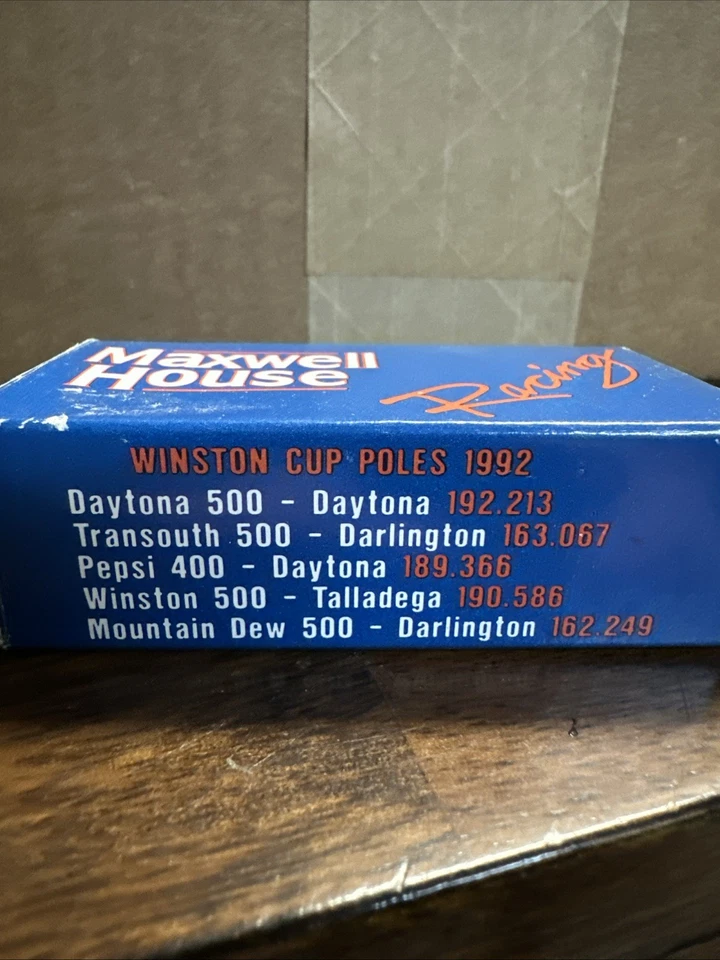 Maxwell
House
Racing
WINSTON CUP POLES 1992
Daytona 500 - Daytona 192.213
Transouth 500 - Darlington 163.067
Pepsi 400 - Daytona 189.366
Winston 500 - Talladega 190.586
Mountain Dew 500 - Darlington 162.249